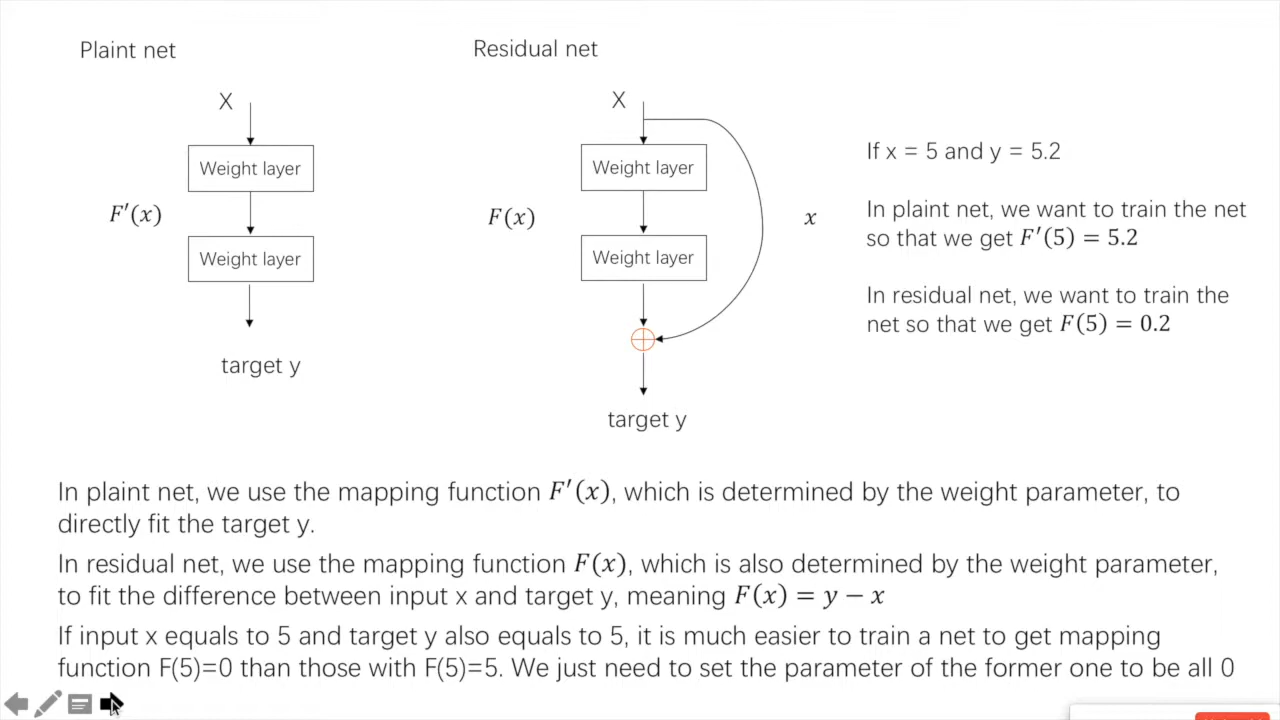 Plaint net
X
Weight layer
F′(x)
Weight layer
target y
Residual net
X
Weight layer
F(x)
x
Weight layer
target y
If x = 5 and y = 5.2
In plaint net, we want to train the net
so that we get F′(5) = 5.2
In residual net, we want to train the
net so that we get F(5) = 0.2
In plaint net, we use the mapping function F′(x), which is determined by the weight parameter, to
directly fit the target y.
In residual net, we use the mapping function F(x), which is also determined by the weight parameter,
to fit the difference between input x and target y, meaning F(x) = y − x
If input x equals to 5 and target y also equals to 5, it is much easier to train a net to get mapping
function F(5)=0 than those with F(5)=5. We just need to set the parameter of the former one to be all 0